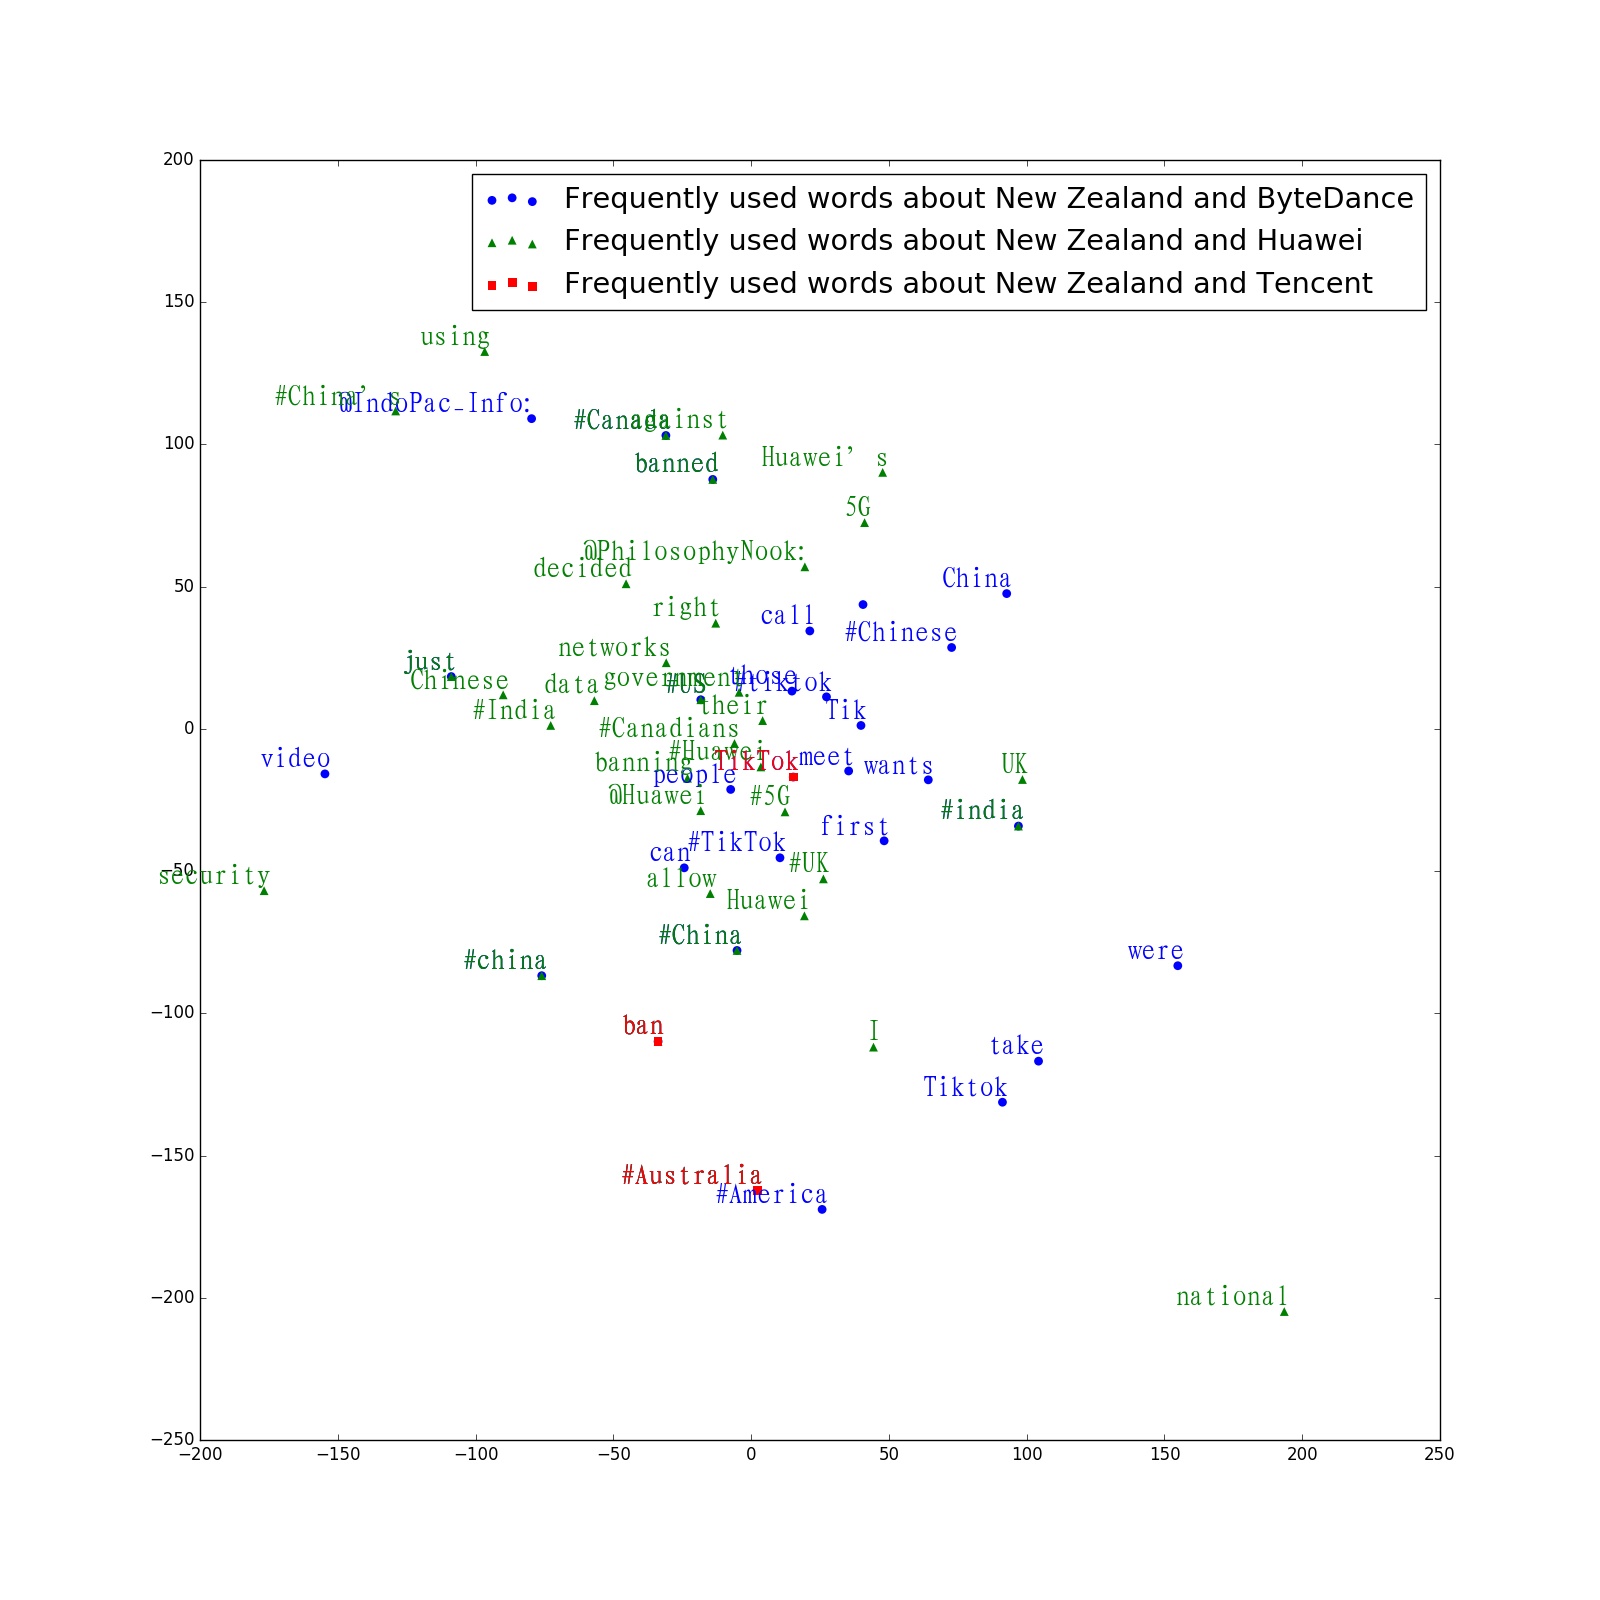 200
Frequently used words about New Zealand and ByteDance
Frequently used words about New Zealand and Huawei
Frequently used words about New Zealand and Tencent
150
using
#China's
@IndoPac_Info:
#Canada
against
100
banned
Huawei's
5G
@PhilosophyNook:
decided
50
China
right
call
#Chinese
networks
just
Chinese
data
government
#US
those
#tiktok
#India
their
Tik
0
#Canadians
#Huawei
video
banning
TikTok
meet
wants
UK
people
@Huawei
#5G
#india
first
can
#TikTok
−50
security
allow
#UK
Huawei
#China
#china
were
−100
ban
I
take
Tiktok
−150
#Australia
#America
−200
national
−250
−200
−150
−100
−50
0
50
100
150
200
250